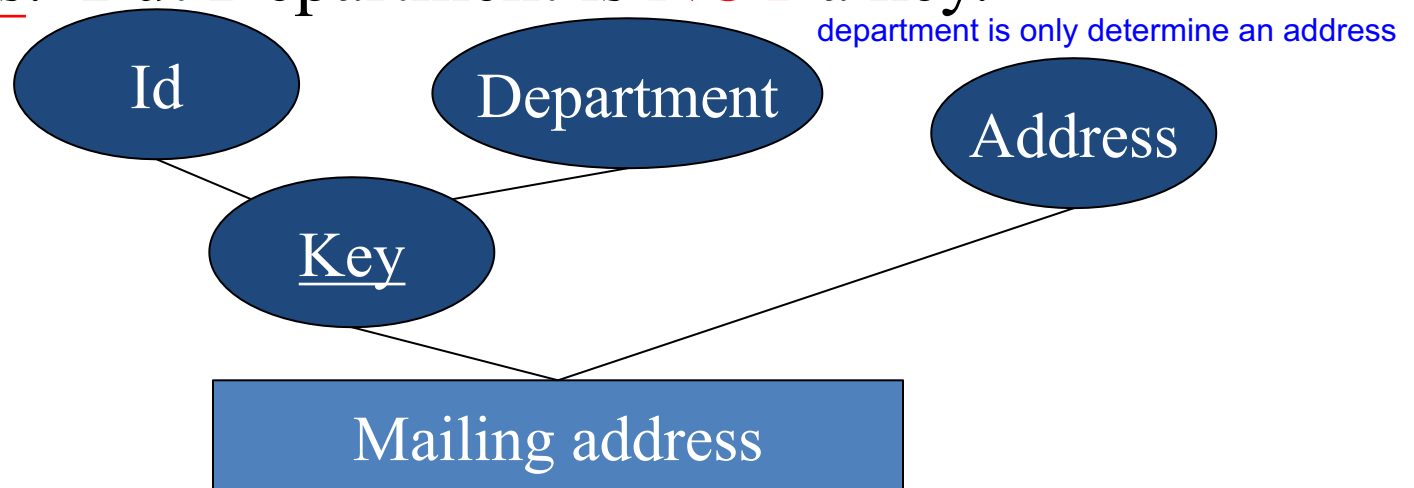 department is only determine an address
Id
Department
Address
Key
Mailing address